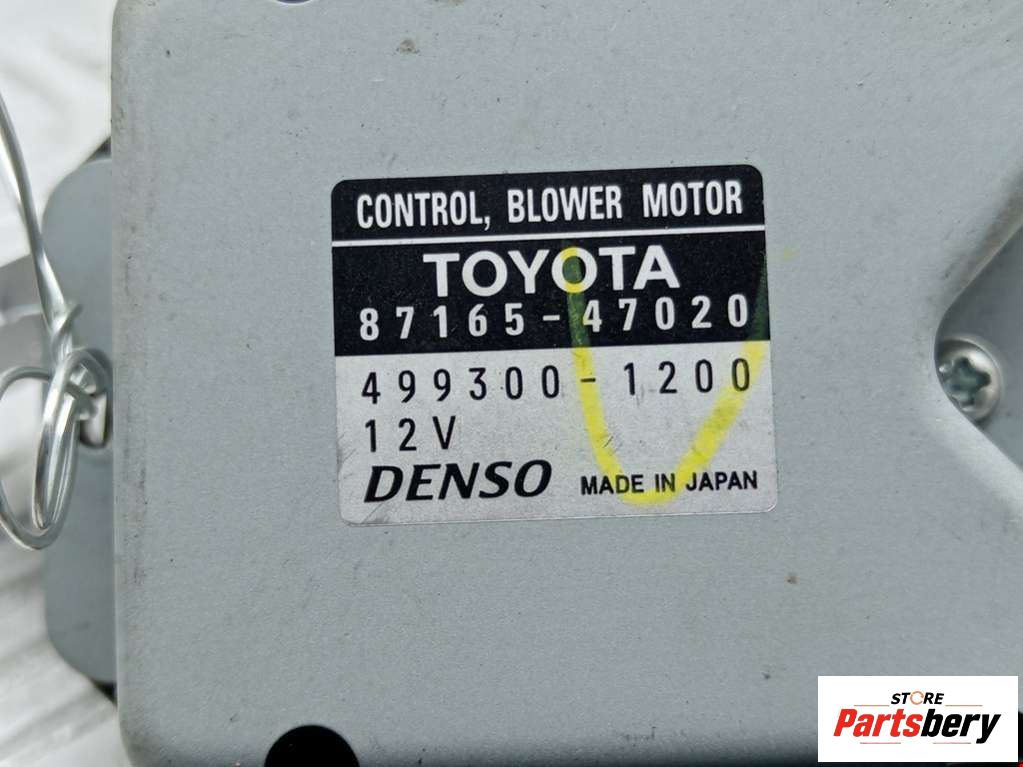 CONTROL, BLOWER MOTOR
TOYOTA
87165-47020
499300-1200
12V
DENSO MADE IN JAPAN
STORE
Partsbery